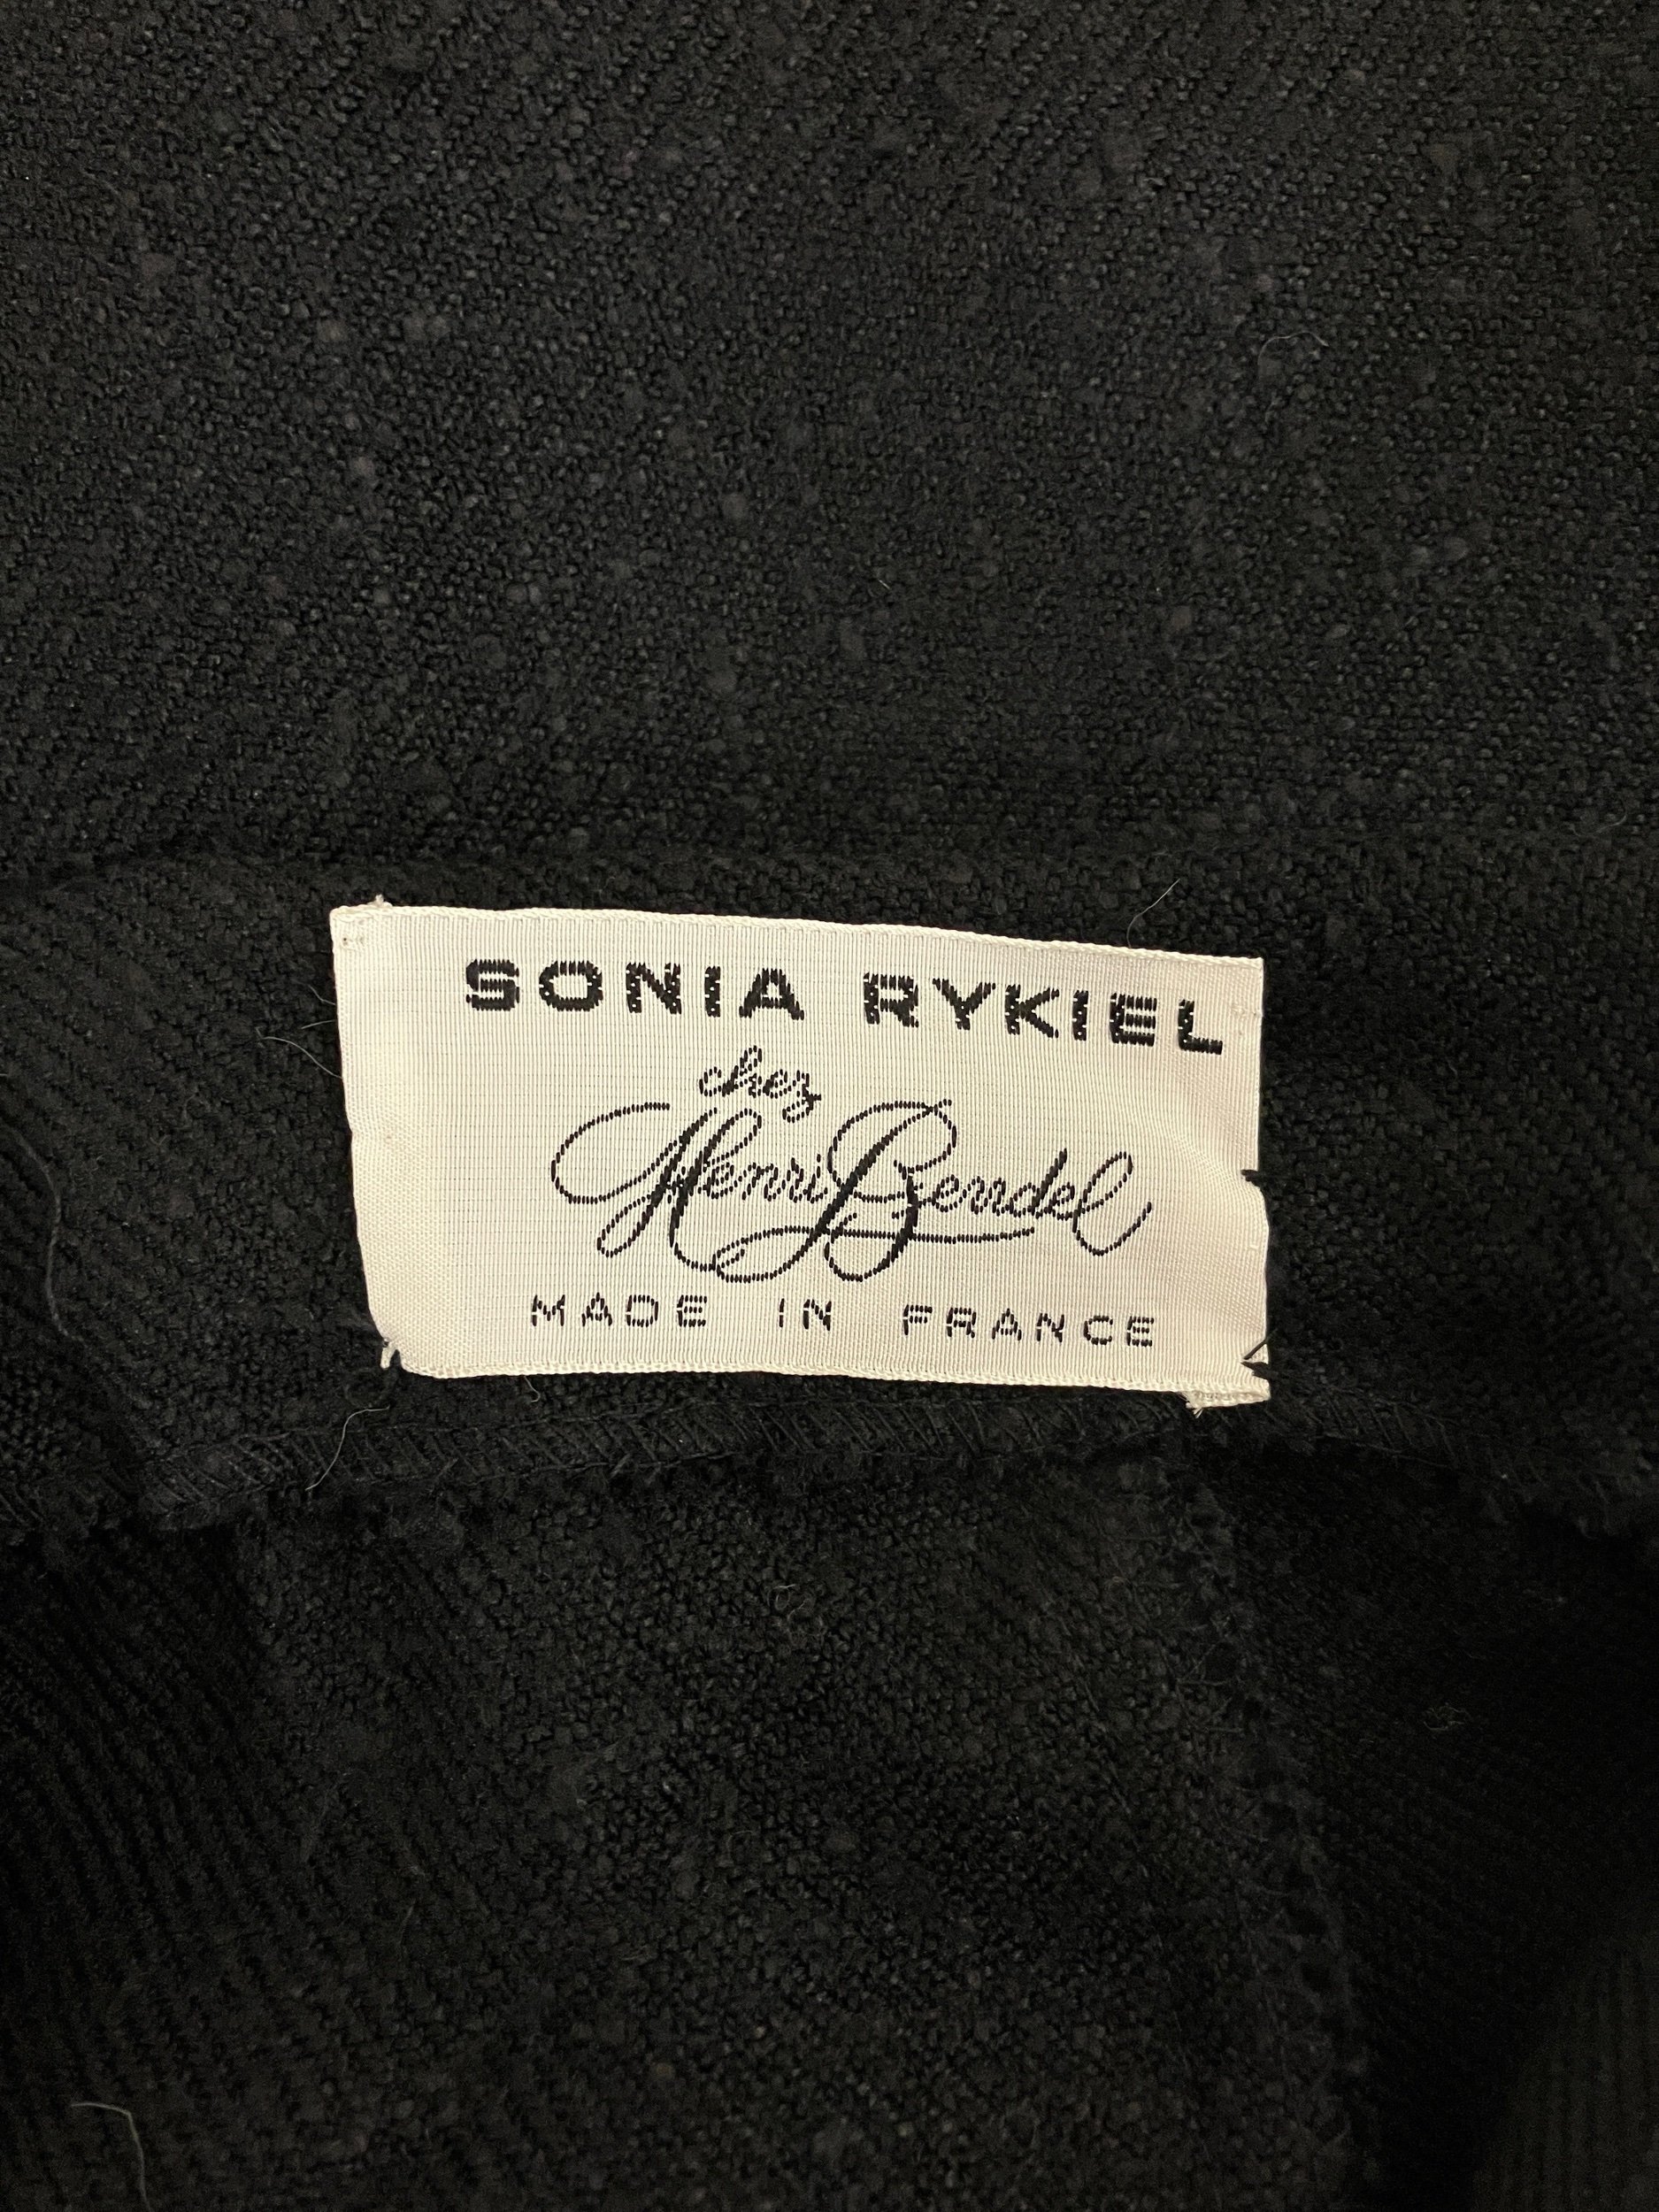 SONIA RYKIEL
chez
Henri Bendel
MADE IN FRANCE